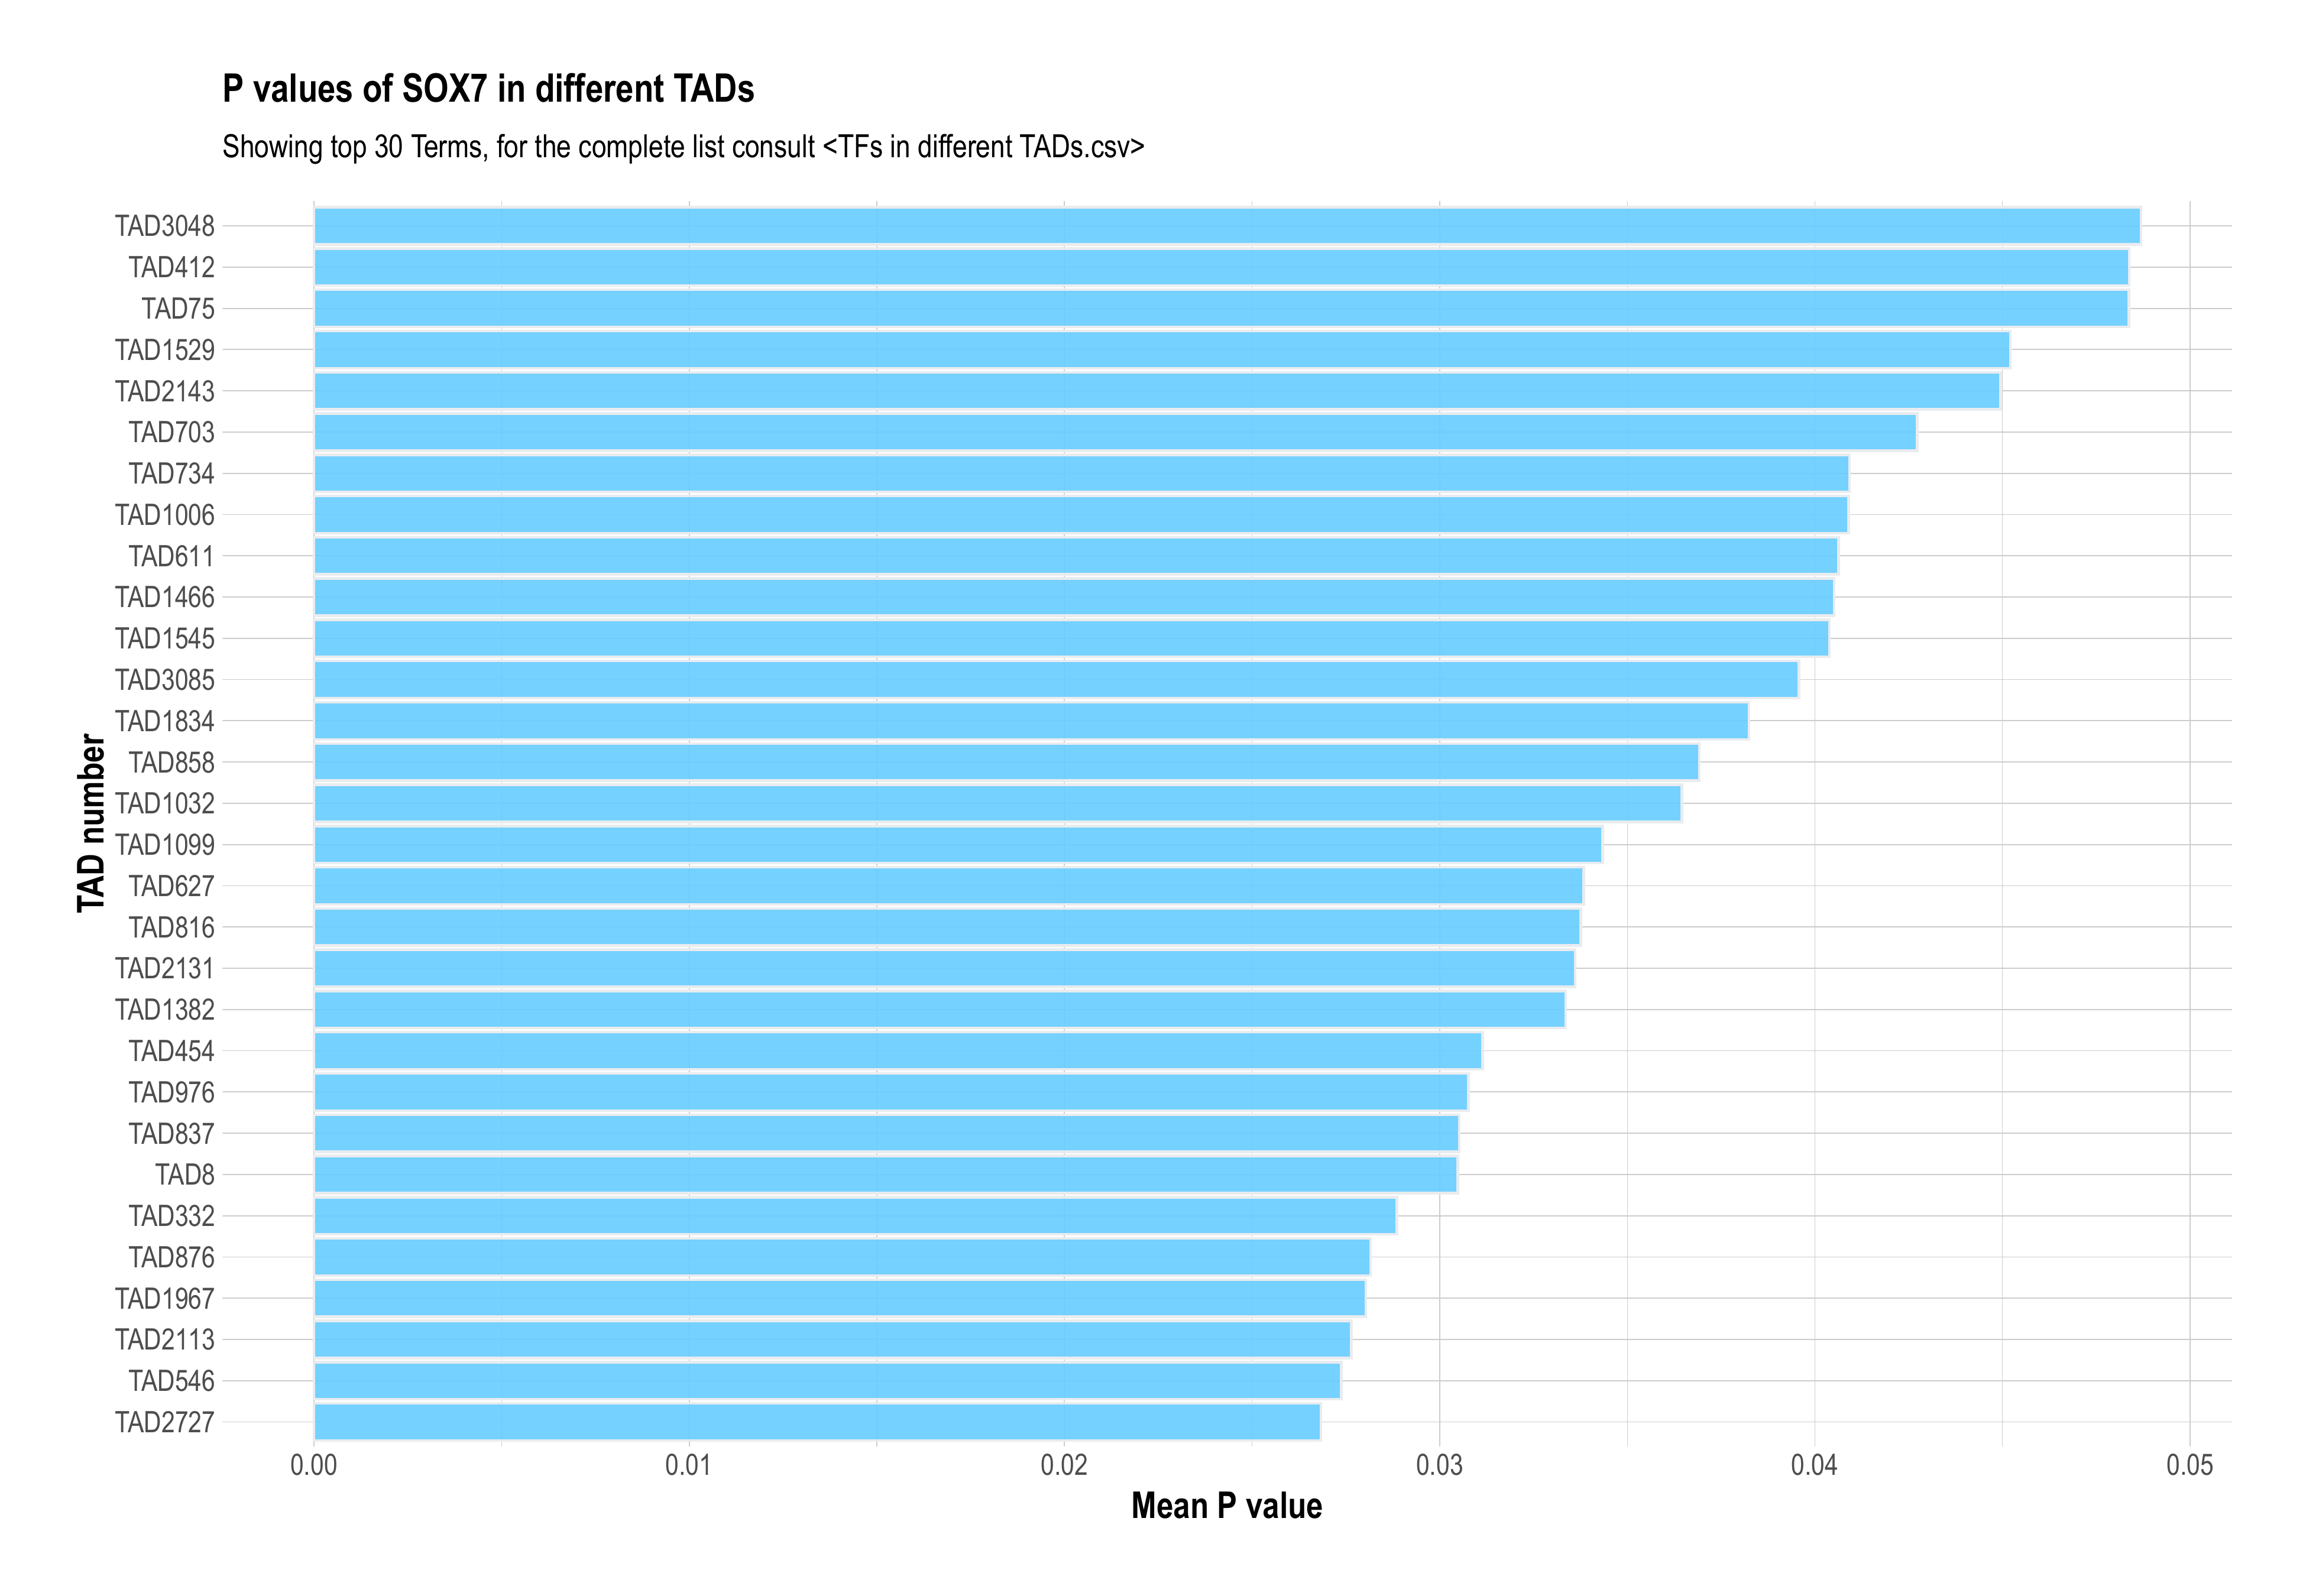 P values of SOX7 in different TADs
Showing top 30 Terms, for the complete list consult <TFs in different TADs.csv>
TAD number
TAD3048
TAD412
TAD75
TAD1529
TAD2143
TAD703
TAD734
TAD1006
TAD611
TAD1466
TAD1545
TAD3085
TAD1834
TAD858
TAD1032
TAD1099
TAD627
TAD816
TAD2131
TAD1382
TAD454
TAD976
TAD837
TAD8
TAD332
TAD876
TAD1967
TAD2113
TAD546
TAD2727
0.00 0.01 0.02 0.03 0.04 0.05
Mean P value